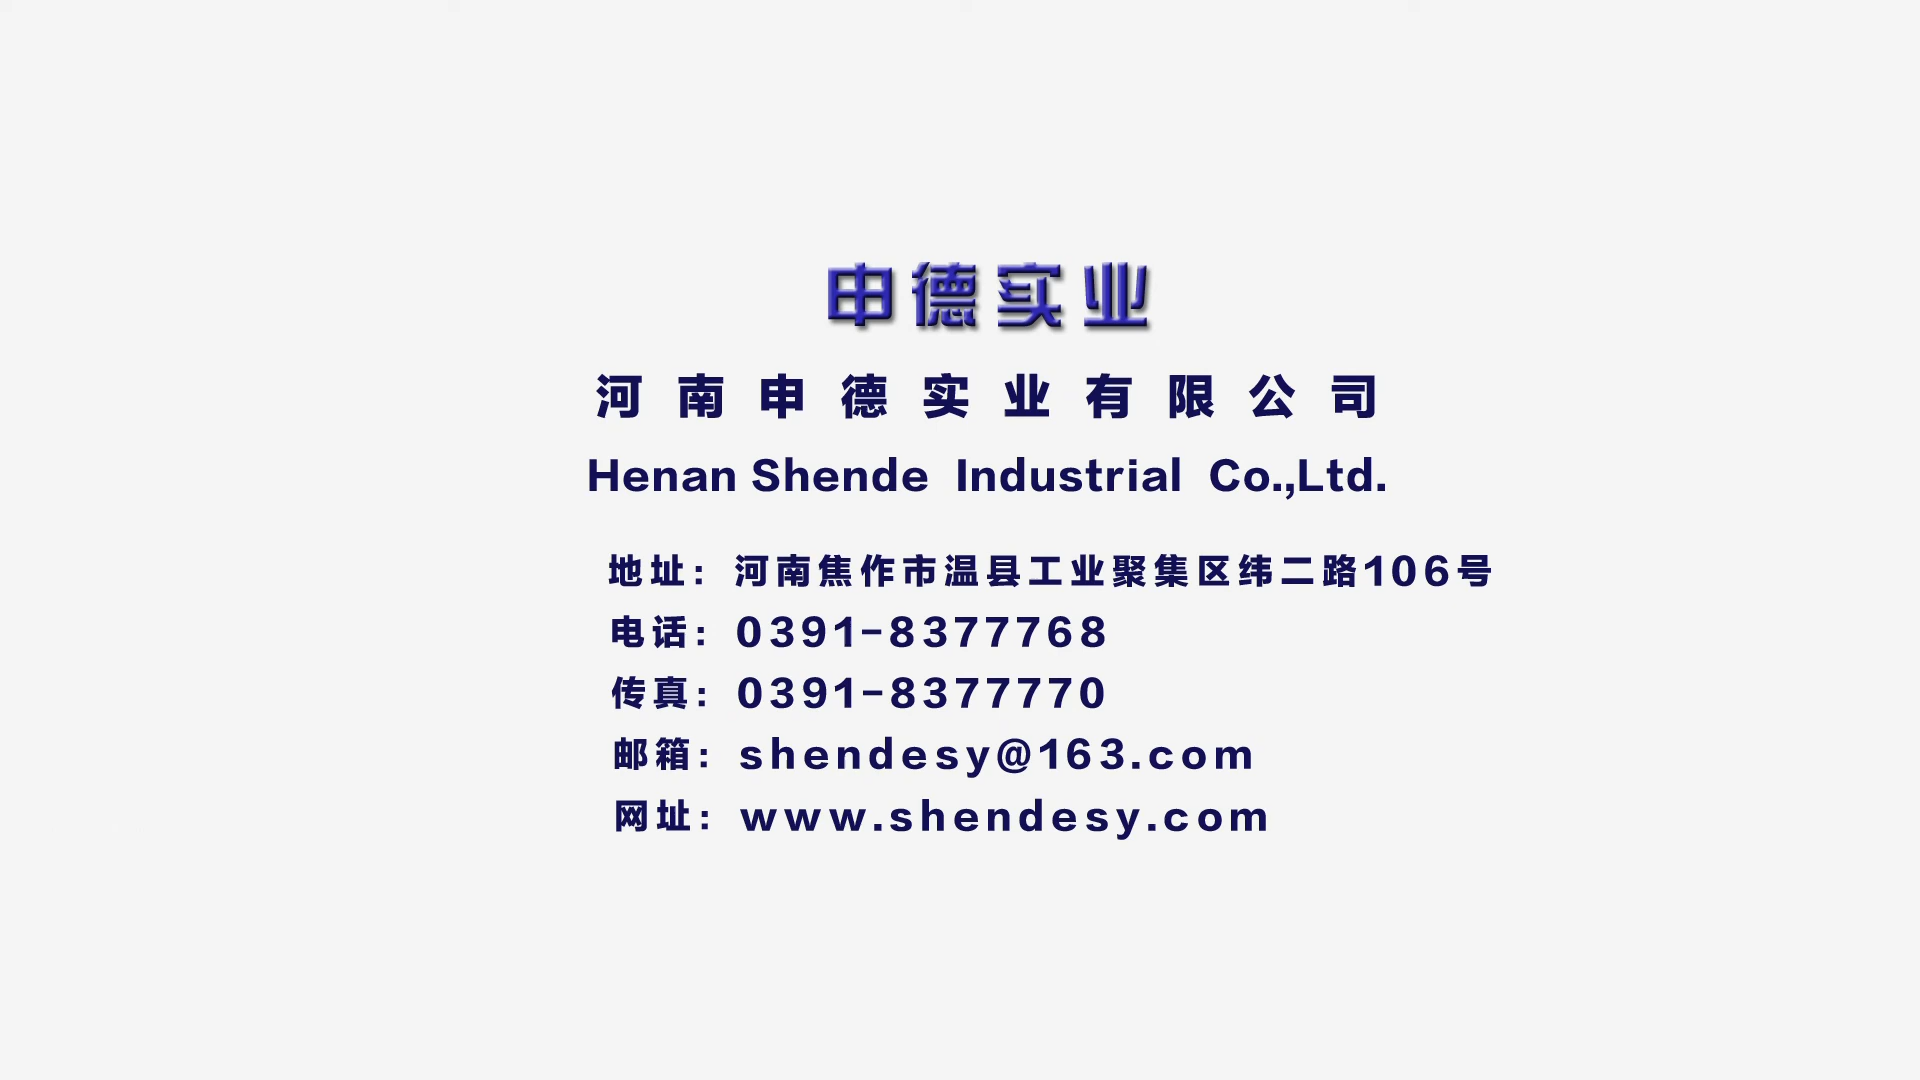 申德实业
河南申德实业有限公司
Henan Shende Industrial Co.,Ltd.
地址：河南焦作市温县工业聚集区纬二路106号
电话：0391-8377768
传真：0391-8377770
邮箱：shendesy@163.com
网址：www.shendesy.com